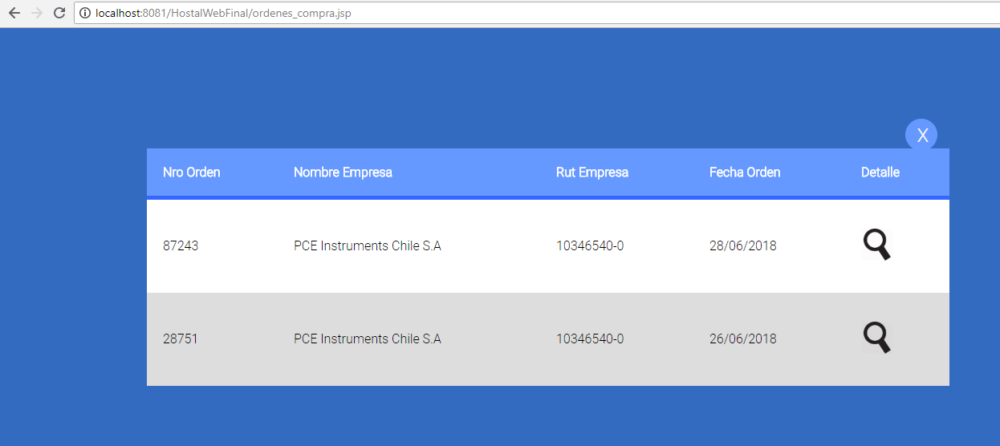 localhost:8081/HostalWebFinal/ordenes_compra.jsp
X
Nro Orden Nombre Empresa Rut Empresa Fecha Orden Detalle
87243 PCE Instruments Chile S.A 10346540-0 28/06/2018
28751 PCE Instruments Chile S.A 10346540-0 26/06/2018